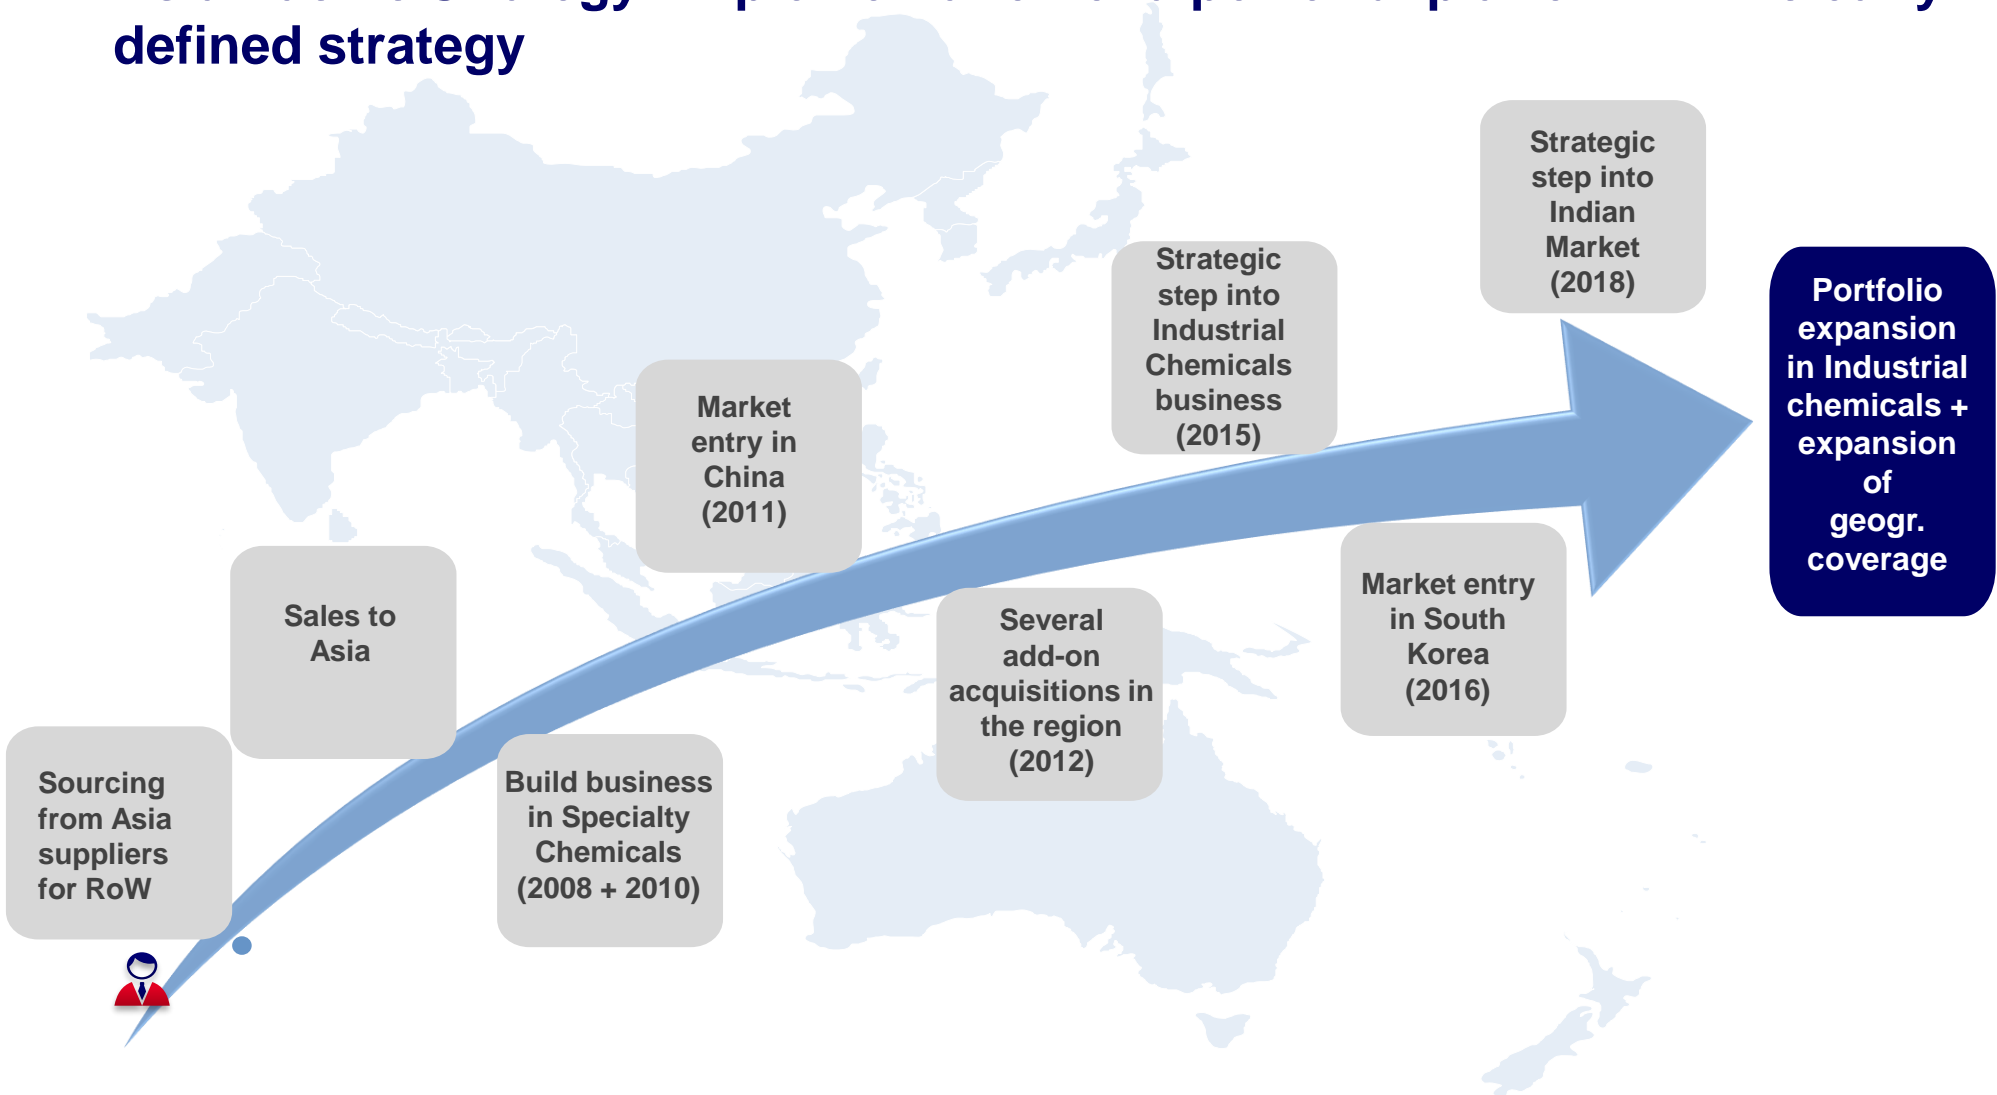 Strategy
defined strategy
Strategic
step into
Indian
Market
(2018)
Strategic
step into
Industrial
Chemicals
business
(2015)
Portfolio
expansion
in Industrial
chemicals +
expansion
of
geogr.
coverage
Market
entry in
China
(2011)
Sales to
Asia
Several
add-on
acquisitions in
the region
(2012)
Market entry
in South
Korea
(2016)
Sourcing
from Asia
suppliers
for RoW
Build business
in Specialty
Chemicals
(2008 + 2010)